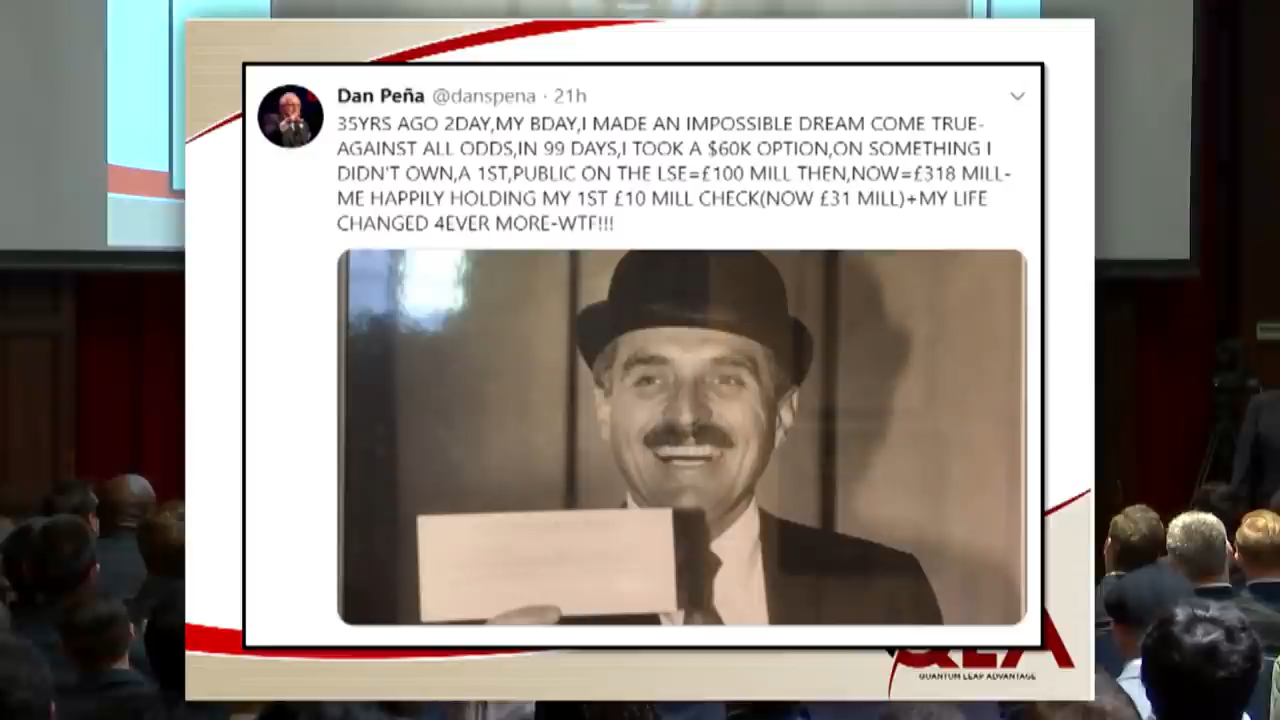 Dan Peña @danspena · 21h
35YRS AGO 2DAY,MY BDAY,I MADE AN IMPOSSIBLE DREAM COME TRUE-
AGAINST ALL ODDS,IN 99 DAYS,I TOOK A $60K OPTION,ON SOMETHING I
DIDN'T OWN,A 1ST,PUBLIC ON THE LSE=£100 MILL THEN,NOW=£318 MILL-
ME HAPPILY HOLDING MY 1ST £10 MILL CHECK(NOW £31 MILL)+MY LIFE
CHANGED 4EVER MORE-WTF!!!
QLA
QUANTUM LEAP ADVANTAGE